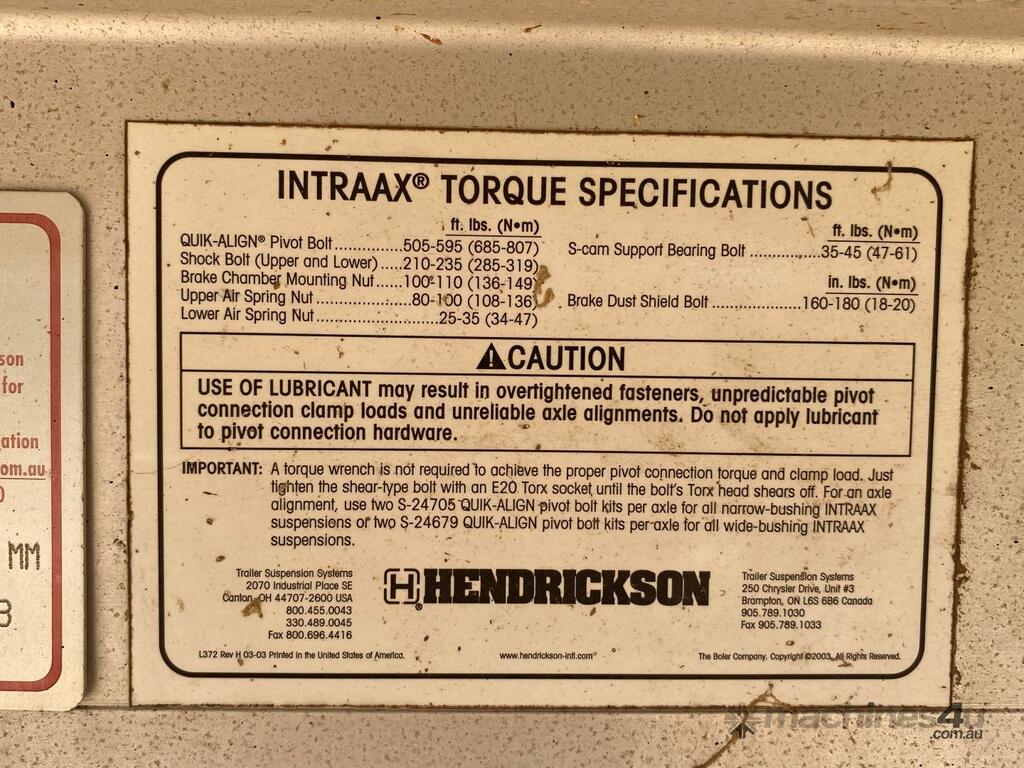 INTRAAX® TORQUE SPECIFICATIONS
ft. lbs. (N•m)
QUIK-ALIGN® Pivot Bolt..............505-595 (685-807)
Shock Bolt (Upper and Lower).....210-235 (285-319)
Brake Chamber Mounting Nut.....100-110 (136-149)
Upper Air Spring Nut....................80-100 (108-136)
Lower Air Spring Nut..........................25-35 (34-47)
ft. lbs. (N•m)
S-cam Support Bearing Bolt ...............35-45 (47-61)
in. lbs. (N•m)
Brake Dust Shield Bolt....................160-180 (18-20)
CAUTION
USE OF LUBRICANT may result in overtightened fasteners, unpredictable pivot
connection clamp loads and unreliable axle alignments. Do not apply lubricant
to pivot connection hardware.
IMPORTANT: A torque wrench is not required to achieve the proper pivot connection torque and clamp load. Just
tighten the shear-type bolt with an E20 Torx socket until the bolt's Torx head shears off. For an axle
alignment, use two S-24705 QUIK-ALIGN pivot bolt kits per axle for all narrow-bushing INTRAAX
suspensions or two S-24679 QUIK-ALIGN pivot bolt kits per axle for all wide-bushing INTRAAX
suspensions.
Trailer Suspension Systems
2070 Industrial Place SE
Canton, OH 44707-2600 USA
800.455.0043
330.489.0045
Fax 800.696.4416
H HENDRICKSON
Trailer Suspension Systems
250 Chrysler Drive, Unit #3
Brampton, ON L6S 6B6 Canada
905.789.1030
Fax 905.789.1033
L372 Rev H 03-03 Printed in the United States of America.
www.hendrickson-intl.com
The Boler Company. Copyright ©2003. All Rights Reserved.
son
for
ation
om.au
MM
machines4u
.com.au